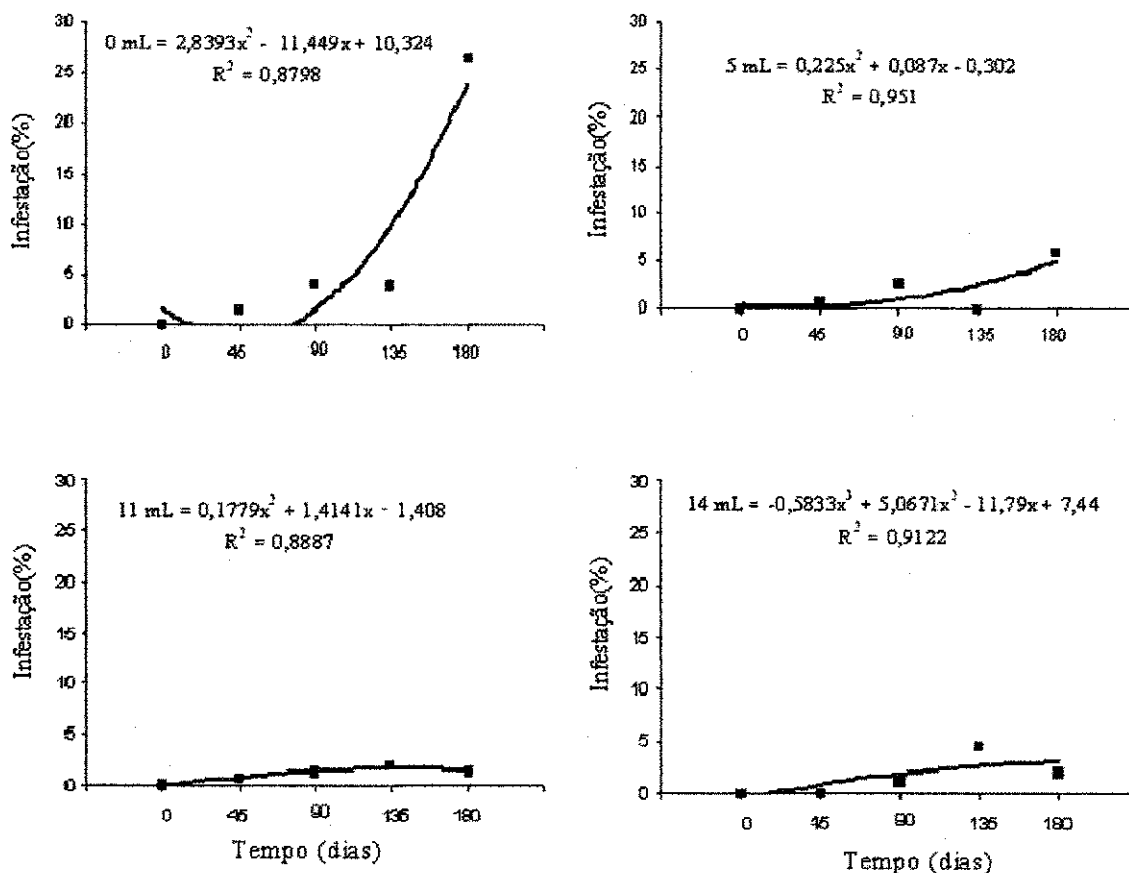 30
25
20
15
10
5
0
Infestação(%)
0 mL = 2,8393x² - 11,449x + 10,324
R² = 0,8798
0 45 90 135 180
30
25
20
15
10
5
0
Infestação(%)
5 mL = 0,225x² + 0,087x - 0,302
R² = 0,951
0 45 90 135 180
30
25
20
15
10
5
0
Infestação(%)
11 mL = 0,1779x² + 1,4141x - 1,408
R² = 0,8887
0 45 90 135 180
Tempo (dias)
30
25
20
15
10
5
0
Infestação(%)
14 mL = -0,5833x³ + 5,0671x² - 11,79x + 7,44
R² = 0,9122
0 45 90 135 180
Tempo (dias)